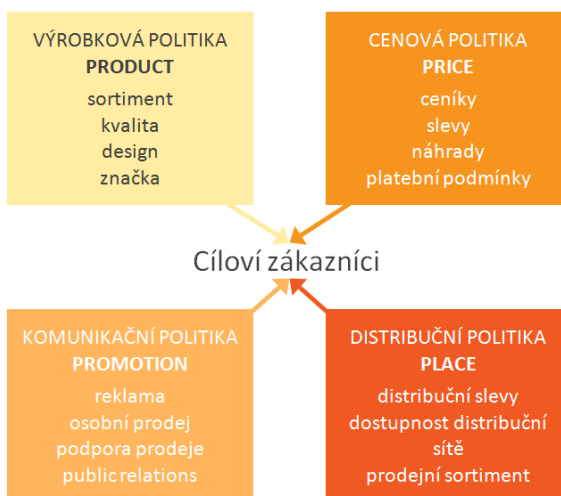 VÝROBKOVÁ POLITIKA
PRODUCT
sortiment
kvalita
design
značka
CENOVÁ POLITIKA
PRICE
ceníky
slevy
náhrady
platební podmínky
Cíloví zákazníci
KOMUNIKAČNÍ POLITIKA
PROMOTION
reklama
osobní prodej
podpora prodeje
public relations
DISTRIBUČNÍ POLITIKA
PLACE
distribuční slevy
dostupnost distribuční
sítě
prodejní sortiment